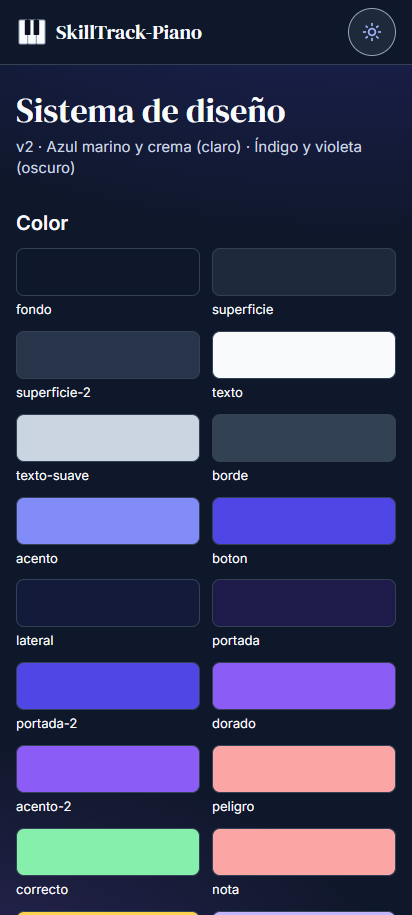 SkillTrack-Piano
Sistema de diseño
v2 · Azul marino y crema (claro) · Índigo y violeta
(oscuro)
Color
fondo
superficie
superficie-2
texto
texto-suave
borde
acento
boton
lateral
portada
portada-2
dorado
acento-2
peligro
correcto
nota